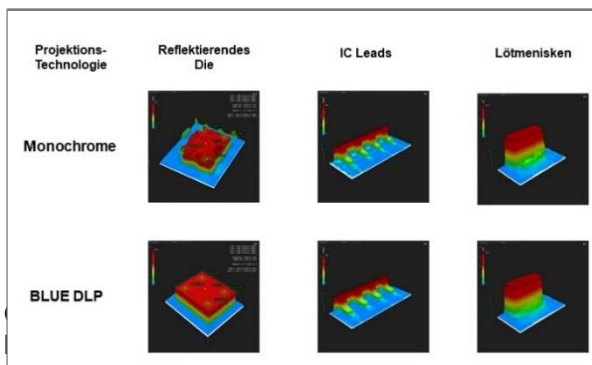 Projektions-
Technologie
Reflektierendes
Die
IC Leads
Lötmenisken
Monochrome
BLUE DLP